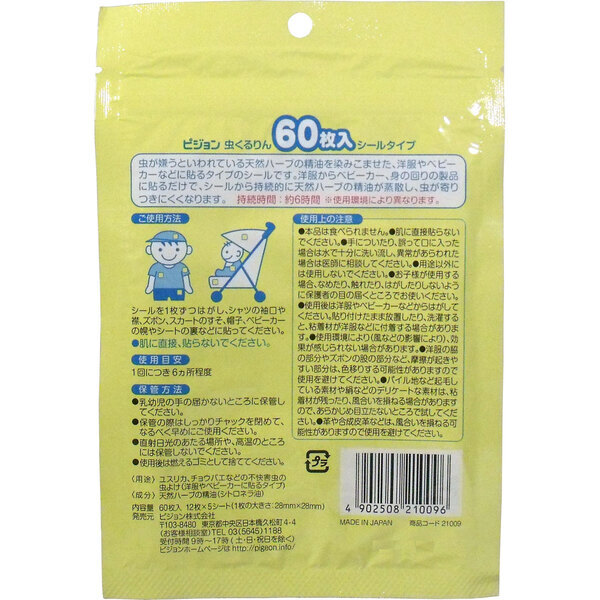 ピジョン 虫くるりん 60枚入 シールタイプ
虫が嫌うといわれている天然ハーブの精油を染みこませた、洋服やベビー
カーなどに貼るタイプのシールです。洋服からベビーカー、身の回りの製品
に貼るだけで、シールから持続的に天然ハーブの精油が蒸散し、虫が寄り
つきにくくなります。 持続時間：約6時間 ※使用環境により異なります。
ご使用方法
シールを1枚ずつはがし、シャツの袖口や
襟、ズボン、スカートのすそ、帽子、ベビーカー
の幌やシートの裏などに貼ってください。
●肌に直接、貼らないでください。
使用目安
1回につき6ヵ所程度
保管方法
●乳幼児の手の届かないところに保管し
てください。
●保管の際はしっかりチャックを閉めて、
なるべく早めにご使用ください。
●直射日光のあたる場所や、高温のところ
には保管しないでください。
●使用後は燃えるゴミとして捨ててください。
使用上の注意
●本品は食べられません。●肌に直接貼らない
でください。●手についたり、誤って口に入った
場合は水で十分に洗い流し、異常があらわれた
場合は医師に相談してください。●用途以外に
は使用しないでください。●お子様が使用する
場合、なめたり、触れたり、はがしたりしないよう
に保護者の目の届くところでお使いください。
●使用後は洋服やベビーカーなどからはがして
ください。貼り付けたまま放置したり、洗濯する
と、粘着材が洋服などに付着する場合がありま
す。●使用環境により(風などの影響により)、効
果が感じられない場合があります。●洋服の脇
の部分やズボンの股の部分など、摩擦が起きや
すい部分は、色移りする可能性がありますので
使用を避けてください。●パイル地など起毛し
ている素材や絹などのデリケートな素材は、粘
着材が残ったり、風合いを損ねる場合があります
ので、あらかじめ目立たないところで試してくだ
さい。●革や合成皮革などは、風合いを損ねる可
能性がありますので使用を避けてください。
プラ
(用途) ユスリカ、チョウバエなどの不快害虫の
虫よけ(洋服やベビーカーに貼るタイプ)
(成分) 天然ハーブの精油(シトロネラ油)
内容量 60枚入 12枚×5シート(1枚の大きさ:28mm×28mm)
発売元 ピジョン株式会社
〒103-8480 東京都中央区日本橋久松町4-4
(お客様相談室) TEL 03(5645)1188
受付時間 9時～17時(土・日・祝日を除く)
ピジョンホームページは http://pigeon.info/
4 902508 210096
MADE IN JAPAN 商品コード 21009